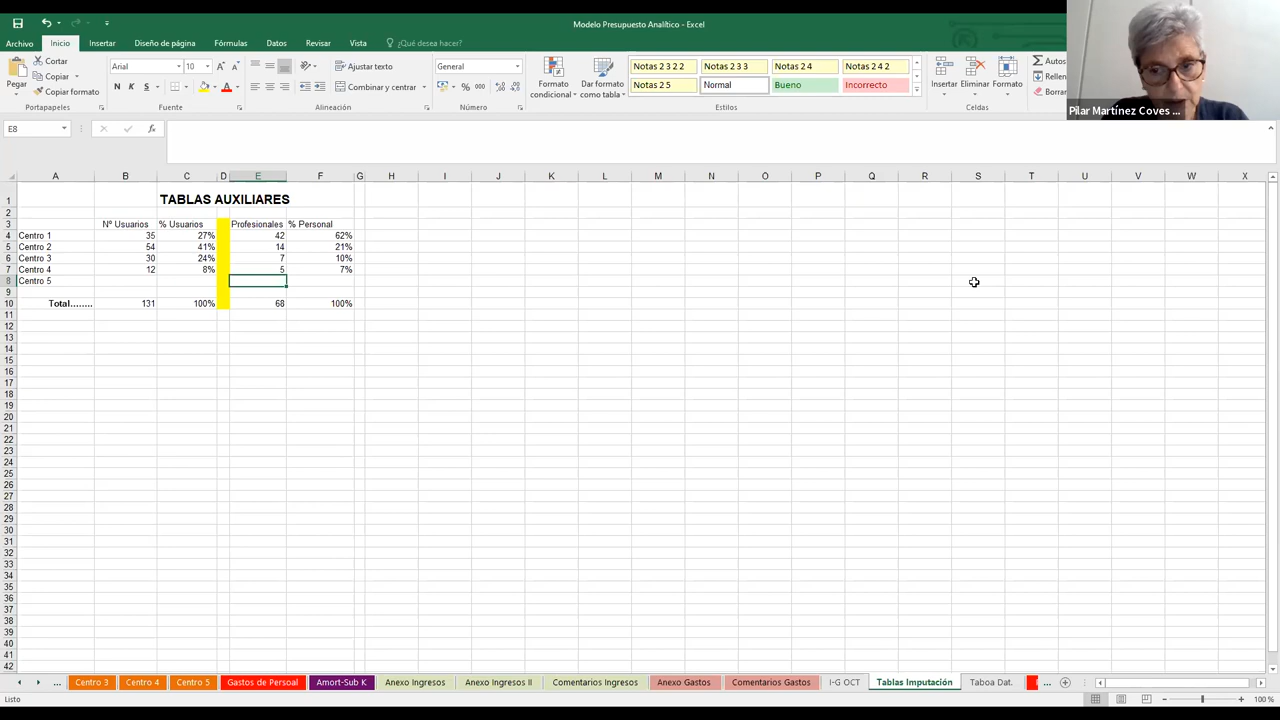 Modelo Presupuesto Analítico - Excel
Archivo Inicio Insertar Diseño de página Fórmulas Datos Revisar Vista ¿Qué desea hacer?
Cortar
Copiar
Copiar formato
Pegar
Portapapeles
Arial 10
N K S
Fuente
Ajustar texto
Combinar y centrar
Alineación
General
% 000
Número
Formato condicional
Dar formato como tabla
Notas 2 3 2 2 Notas 2 3 3 Notas 2 4 Notas 2 4 2
Notas 2 5 Normal Bueno Incorrecto
Estilos
Insertar Eliminar Formato
Celdas
Autos
Rellen
Borra
Pilar Martínez Coves ...
E8 fx
A B C D E F G H I J K L M N O P Q R S T U V W X
1 TABLAS AUXILIARES
2
3 Nº Usuarios % Usuarios Profesionales % Personal
4 Centro 1 35 27% 42 62%
5 Centro 2 54 41% 14 21%
6 Centro 3 30 24% 7 10%
7 Centro 4 12 8% 5 7%
8 Centro 5
9
10 Total........ 131 100% 68 100%
11
12
13
14
15
16
17
18
19
20
21
22
23
24
25
26
27
28
29
30
31
32
33
34
35
36
37
38
39
40
41
42
... Centro 3 Centro 4 Centro 5 Gastos de Persoal Amort-Sub K Anexo Ingresos Anexo Ingresos II Comentarios Ingresos Anexo Gastos Comentarios Gastos I-G OCT Tablas Imputación Taboa Dat. ...
Listo 100 %